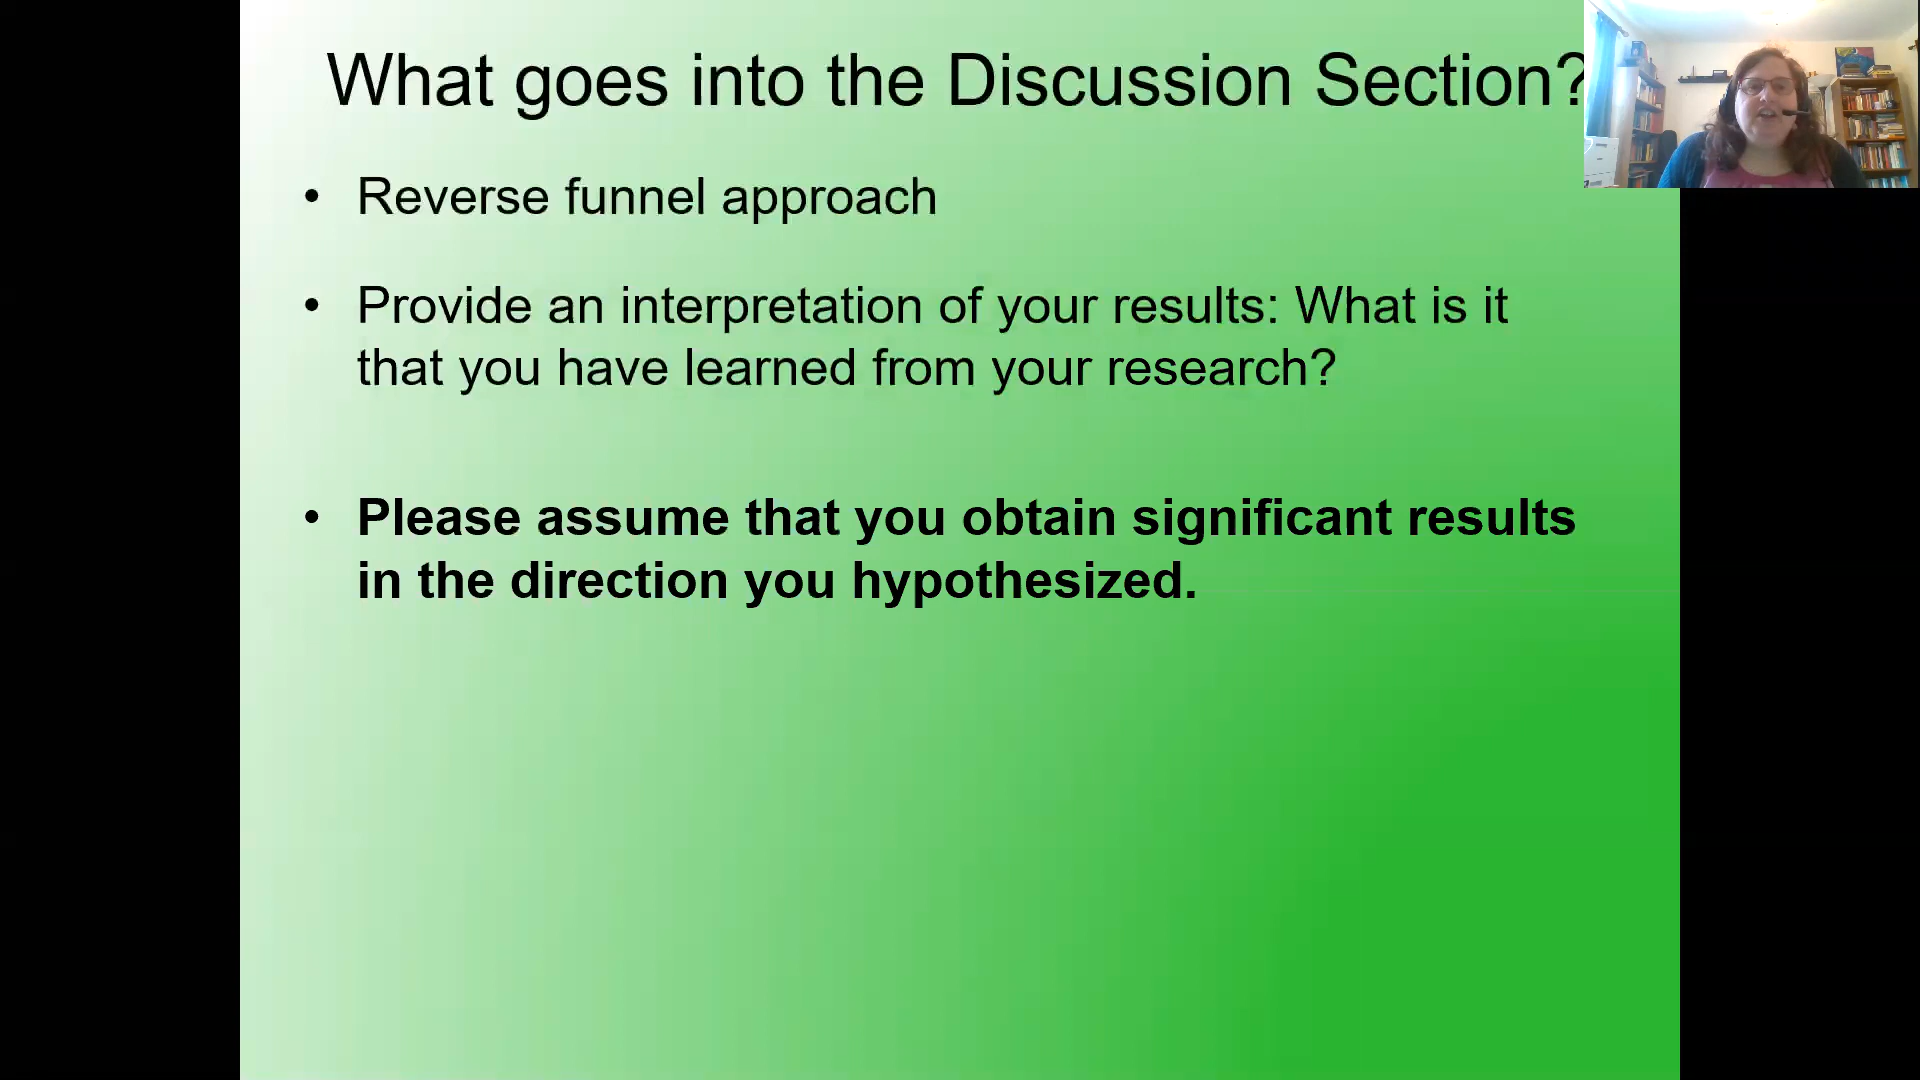 What goes into the Discussion Section?
• Reverse funnel approach
• Provide an interpretation of your results: What is it
that you have learned from your research?
• Please assume that you obtain significant results
in the direction you hypothesized.